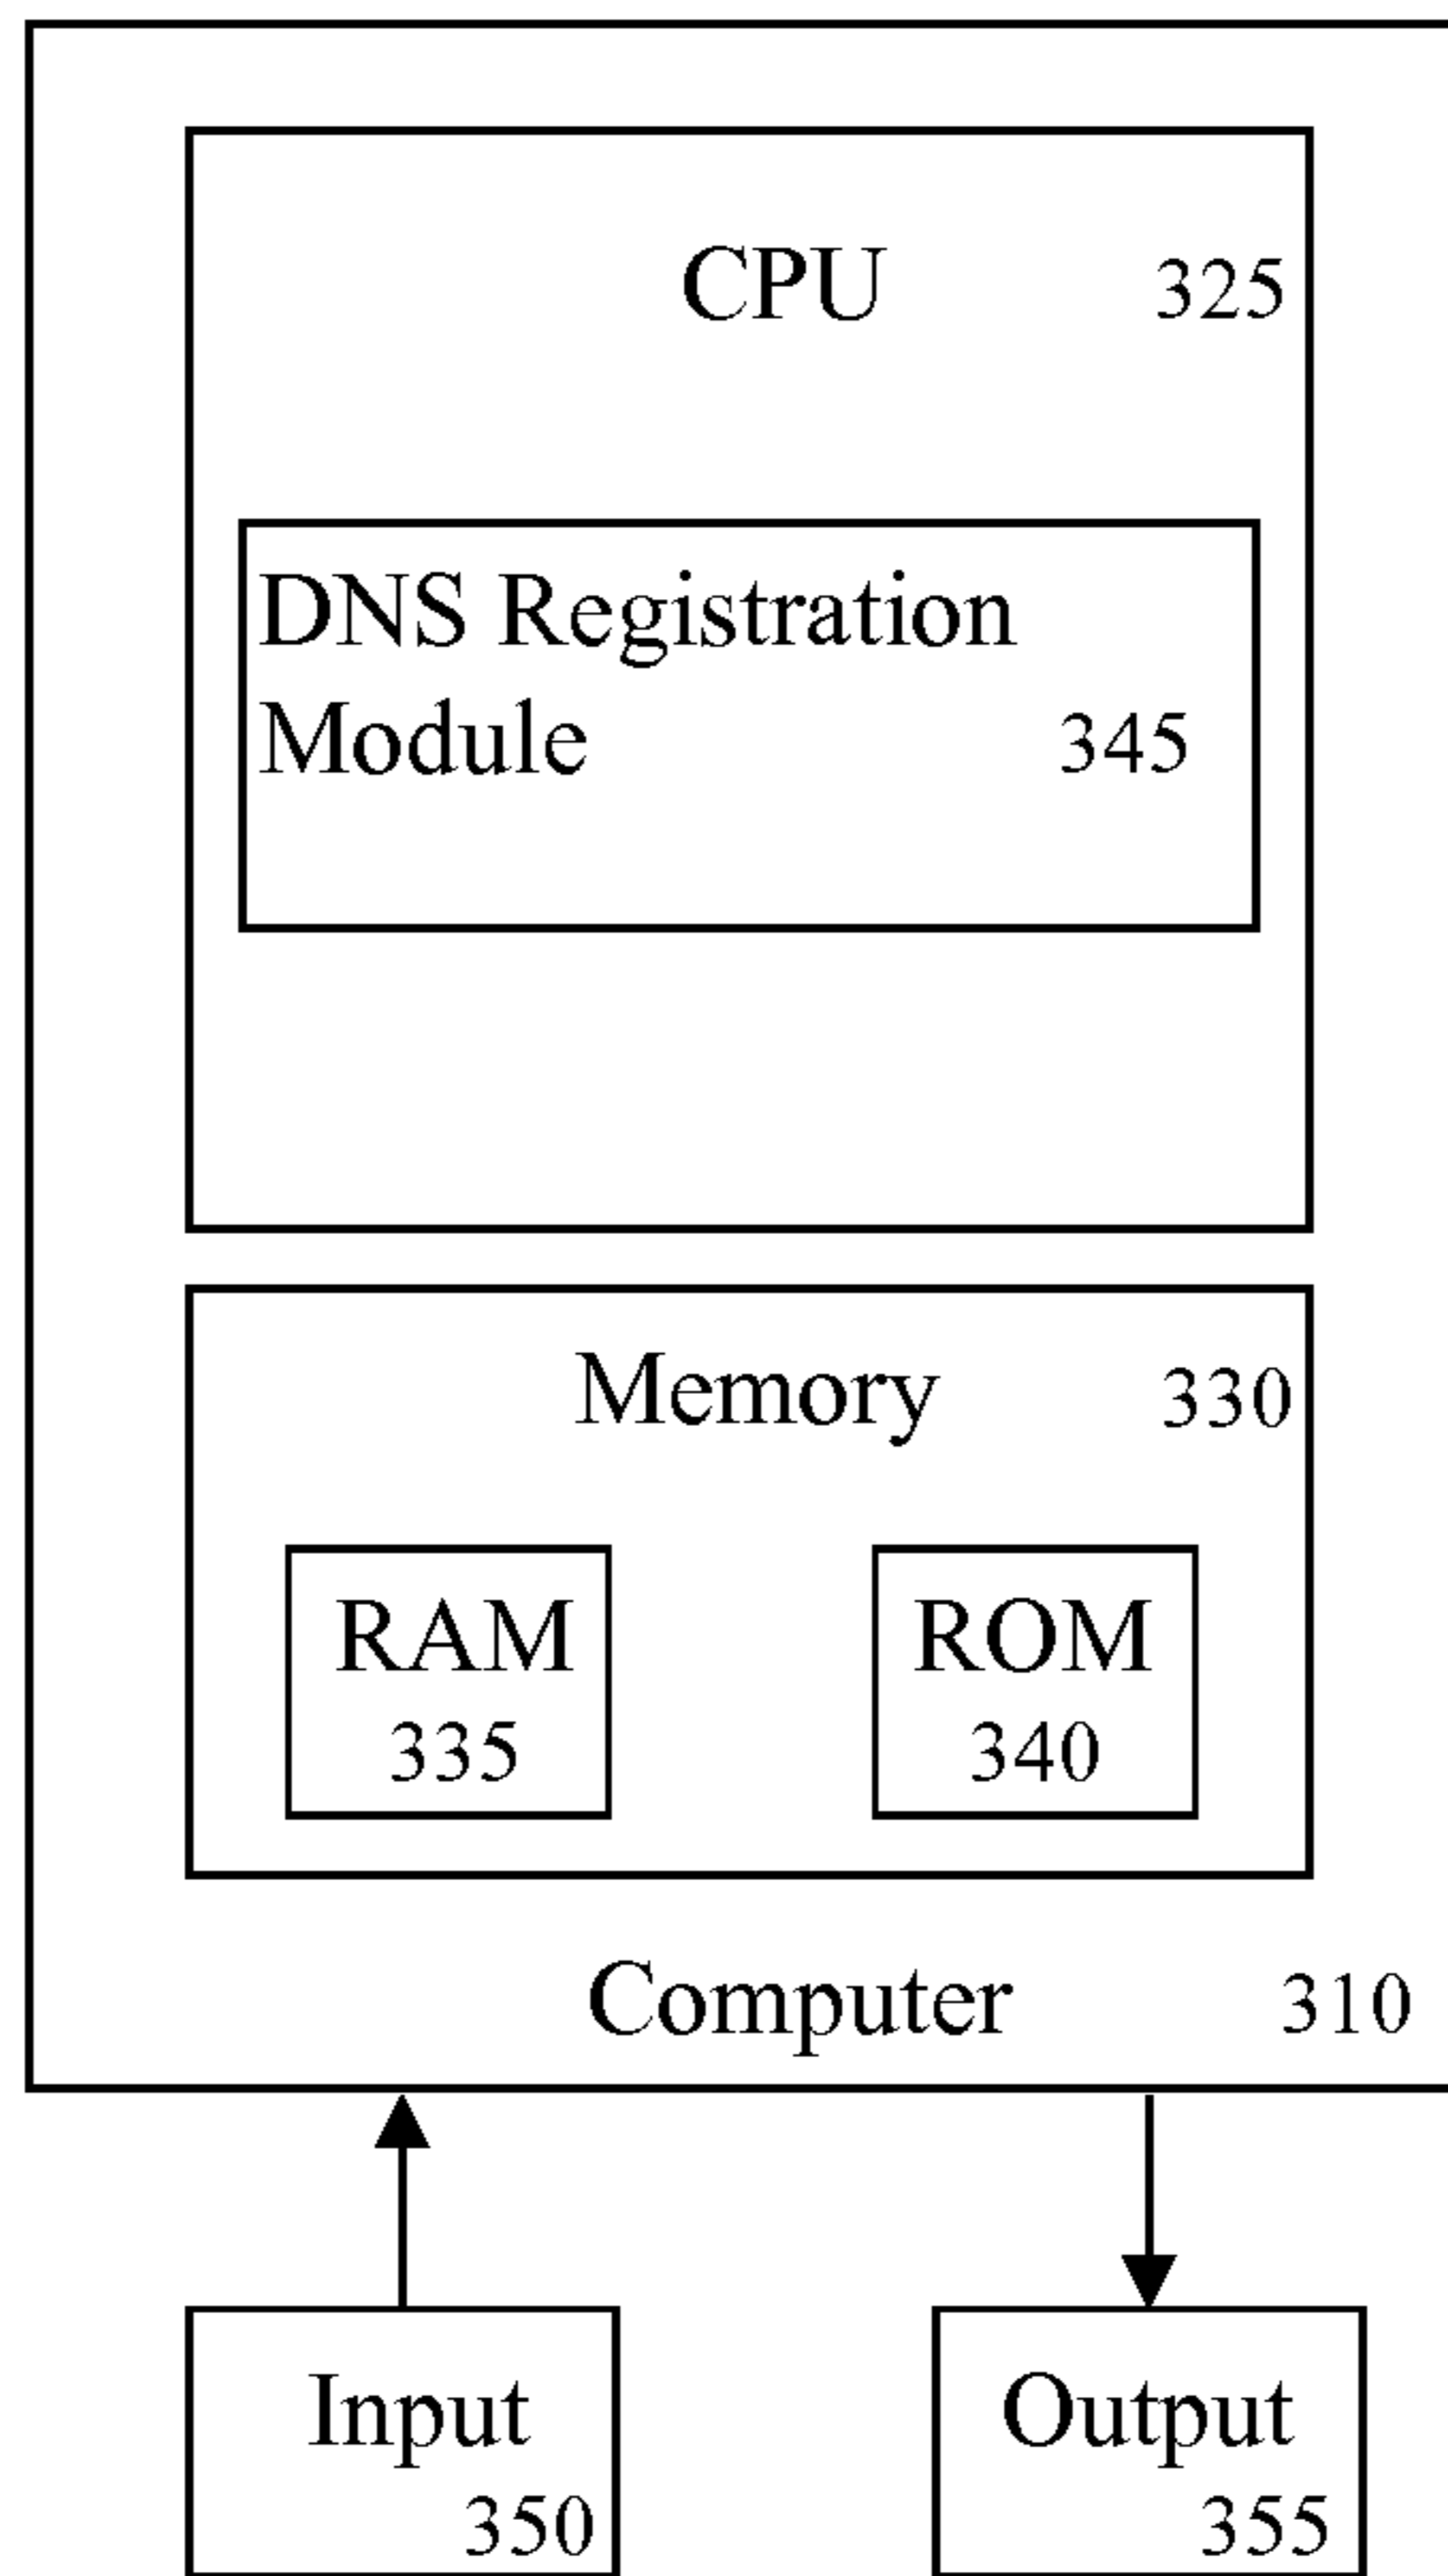 CPU 325
DNS Registration
Module 345
Memory 330
RAM ROM
335 340
Computer 310
Input Output
350 355